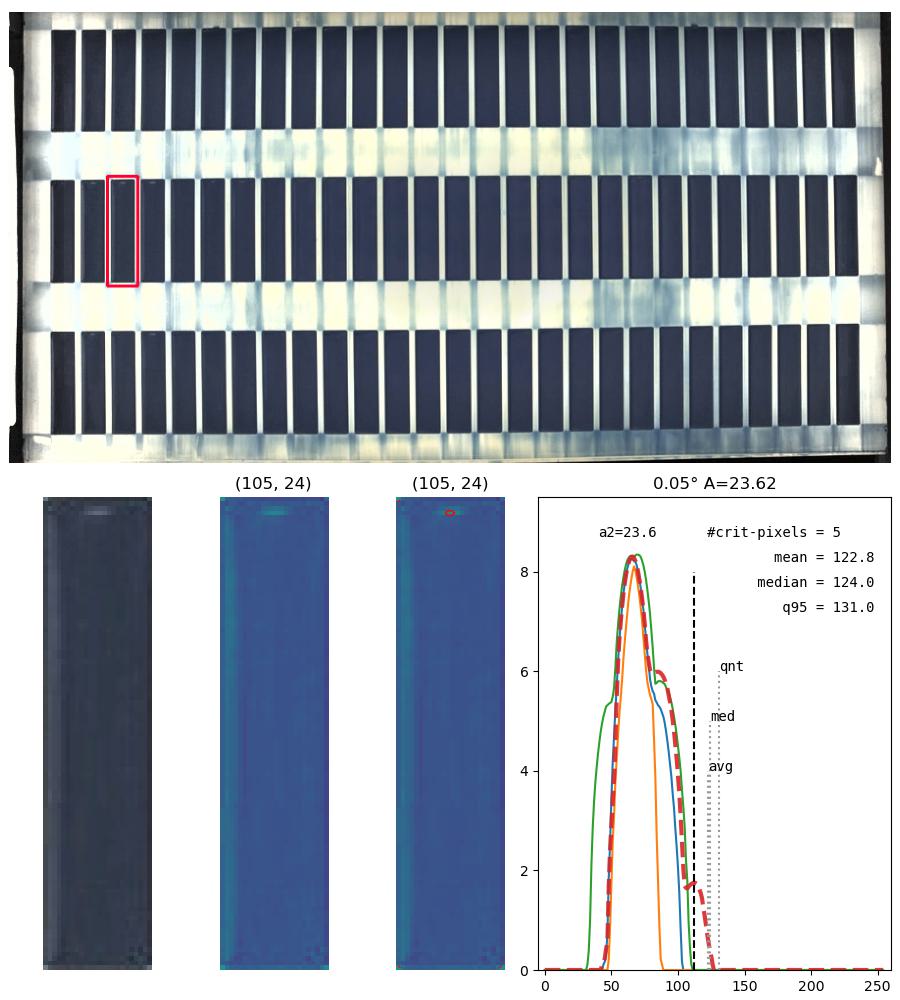 (105, 24)
(105, 24)
0.05° A=23.62
a2=23.6
#crit-pixels = 5
mean = 122.8
median = 124.0
q95 = 131.0
qnt
med
avg
8
6
4
2
0
0
50
100
150
200
250